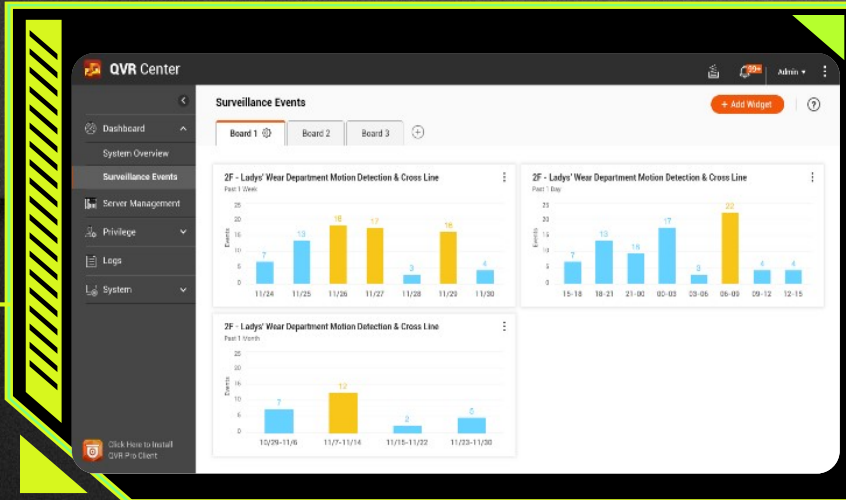 QVR Center
99+
Admin
Dashboard
System Overview
Surveillance Events
Server Management
Privilege
Logs
System
Click Here to Install
QVR Pro Client
Surveillance Events
+ Add Widget
?
Board 1
Board 2
Board 3
2F - Ladys' Wear Department Motion Detection & Cross Line
Past 1 Week
Events
25
20
15
10
5
0
7
13
18
17
3
16
4
11/24
11/25
11/26
11/27
11/28
11/29
11/30
2F - Ladys' Wear Department Motion Detection & Cross Line
Past 1 Day
Events
25
20
15
10
5
0
7
13
17
3
22
4
4
15-18
18-21
21-00
00-03
03-06
06-09
09-12
12-15
2F - Ladys' Wear Department Motion Detection & Cross Line
Past 1 Month
Events
25
20
15
10
5
0
7
12
2
5
10/29-11/6
11/7-11/14
11/15-11/22
11/23-11/30